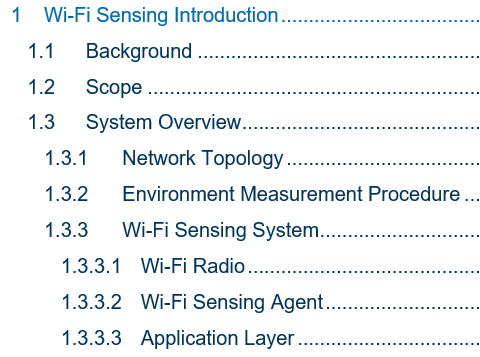 1 Wi-Fi Sensing Introduction................................
1.1 Background ...............................................
1.2 Scope .......................................................
1.3 System Overview.......................................
1.3.1 Network Topology...............................
1.3.2 Environment Measurement Procedure ...
1.3.3 Wi-Fi Sensing System..........................
1.3.3.1 Wi-Fi Radio......................................
1.3.3.2 Wi-Fi Sensing Agent.........................
1.3.3.3 Application Layer ..............................